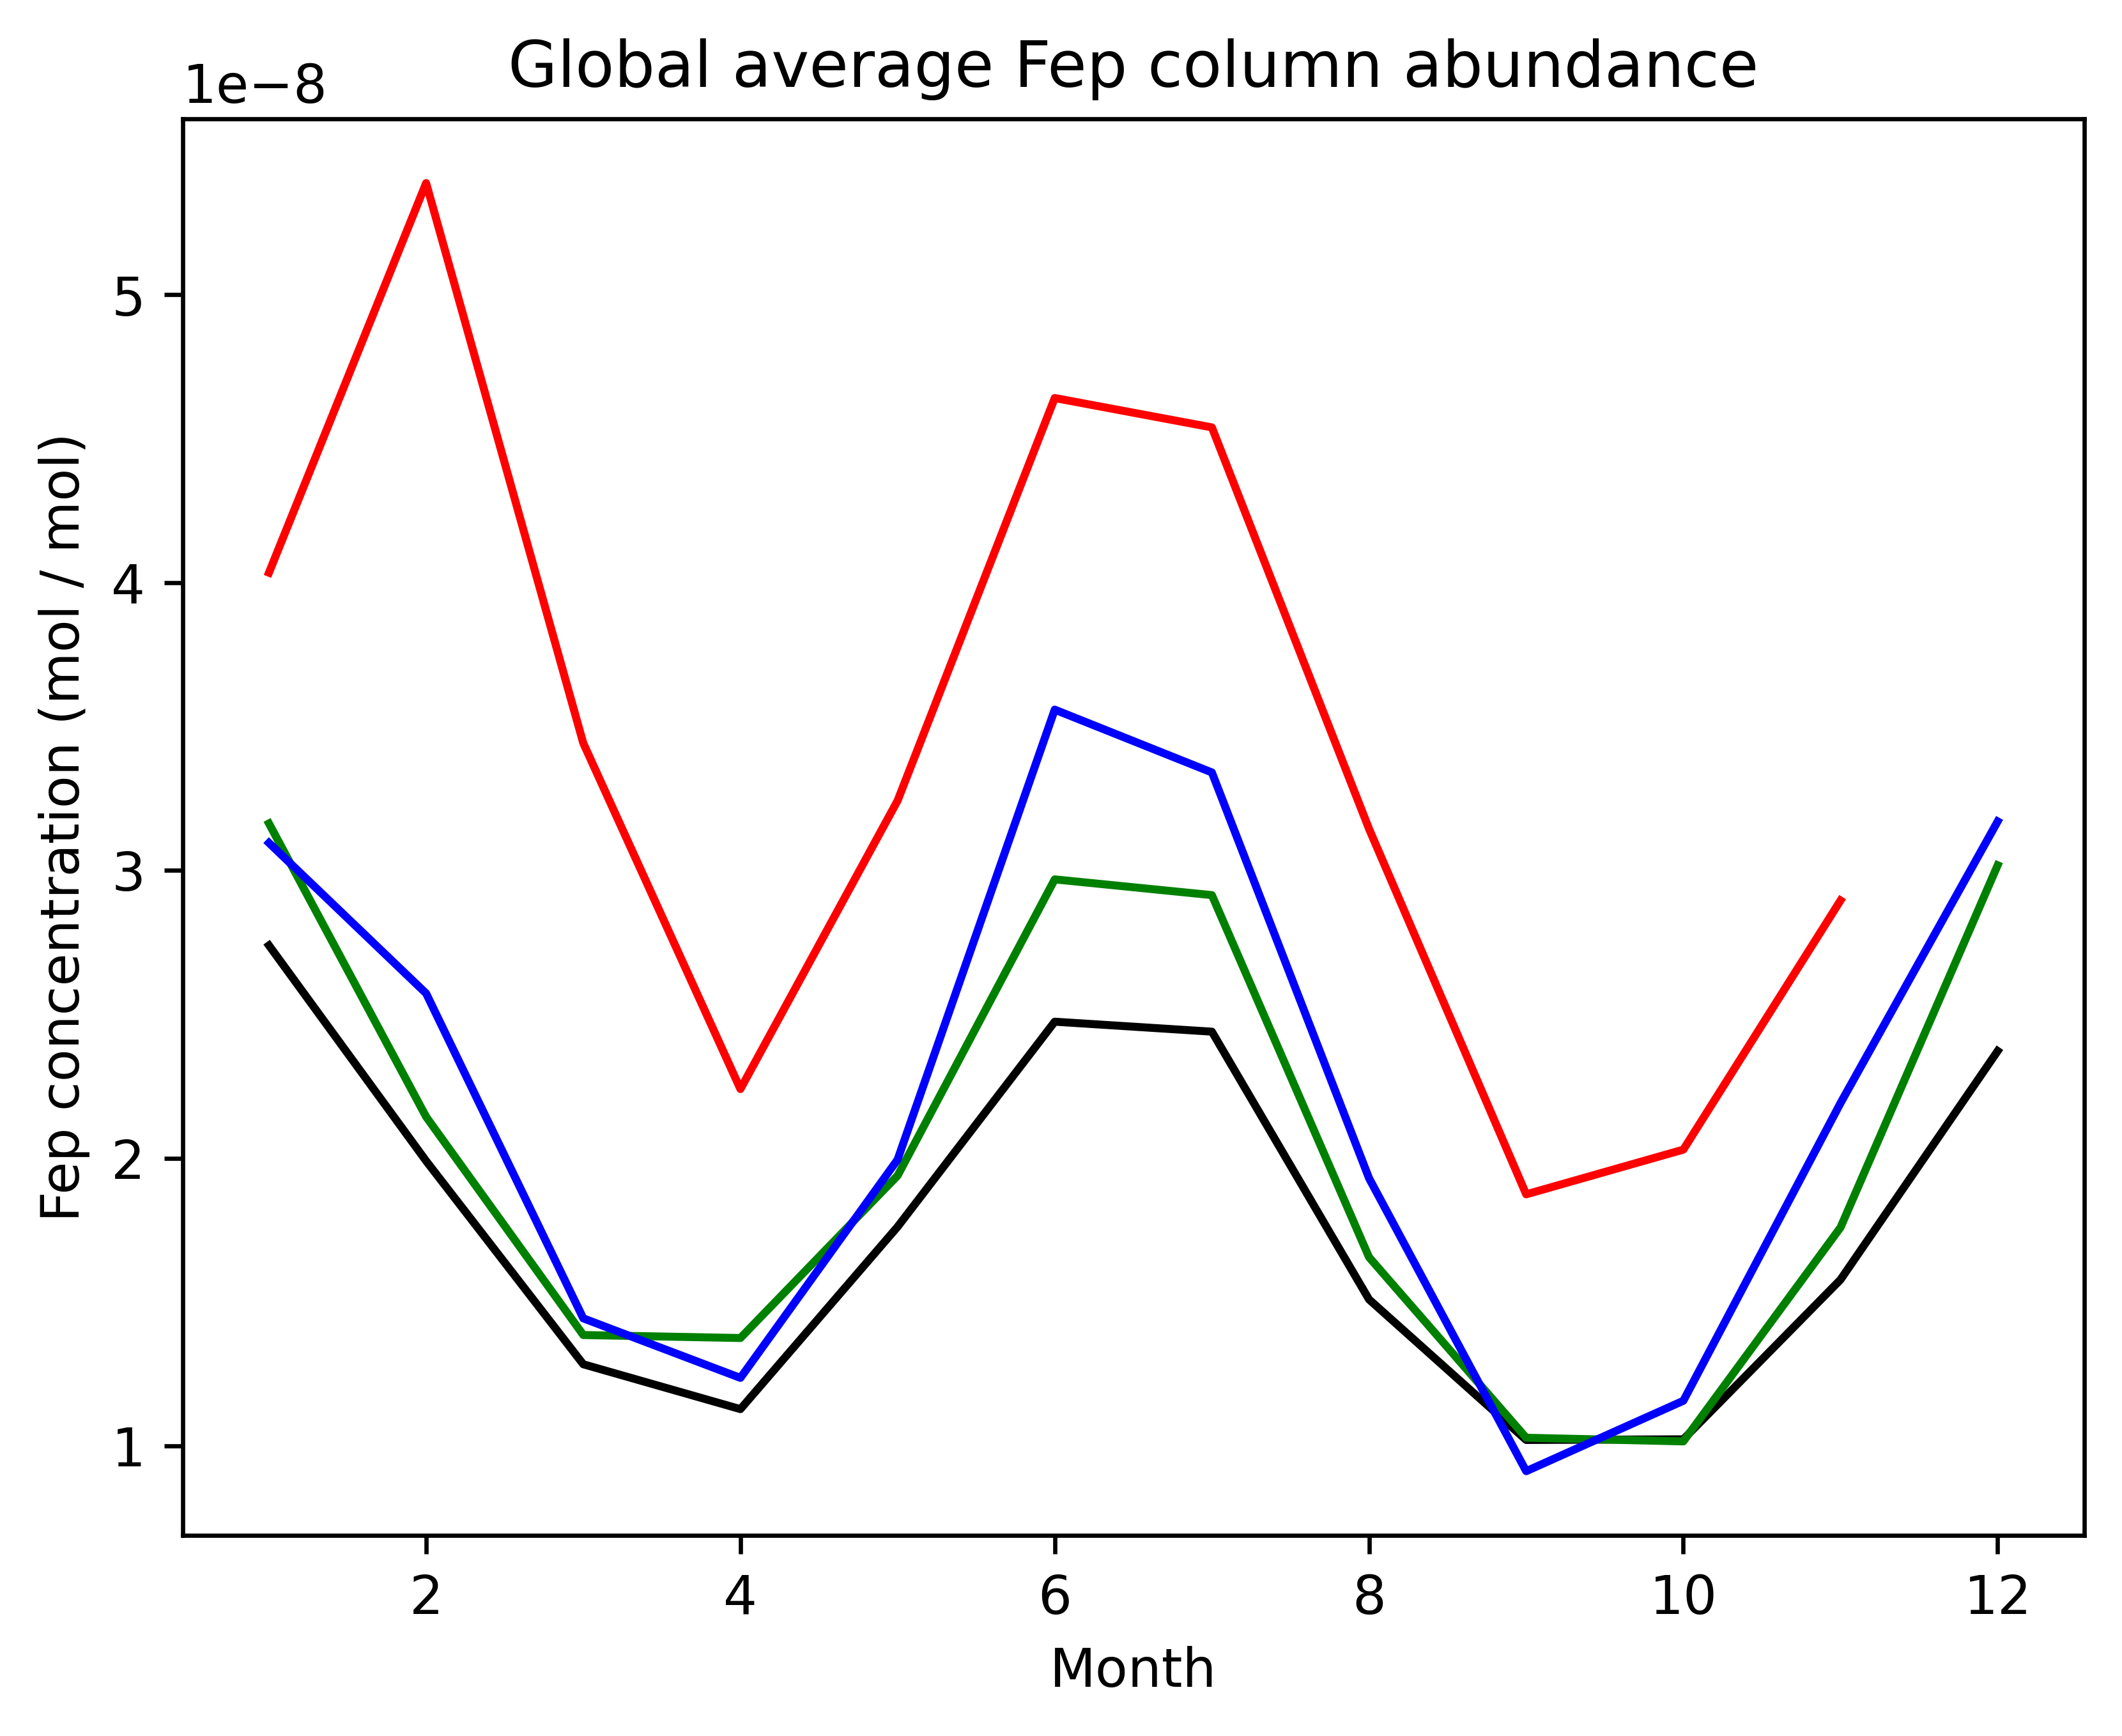 Global average Fep column abundance
1e−8
5
4
3
2
1
Fep concentration (mol / mol)
2 4 6 8 10 12
Month